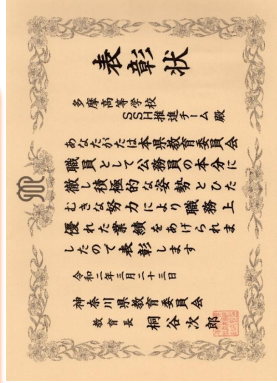 表彰状
多摩高等学校
SSH推進チーム 殿
あなたがたは本県教育委員会
職員として公務員の本分に
徹し積極的な姿勢とひた
むきな努力により職務上
優れた業績をあげられま
したので表彰します
令和二年三月二十三日
神奈川県教育委員会
教育長 桐谷次郎